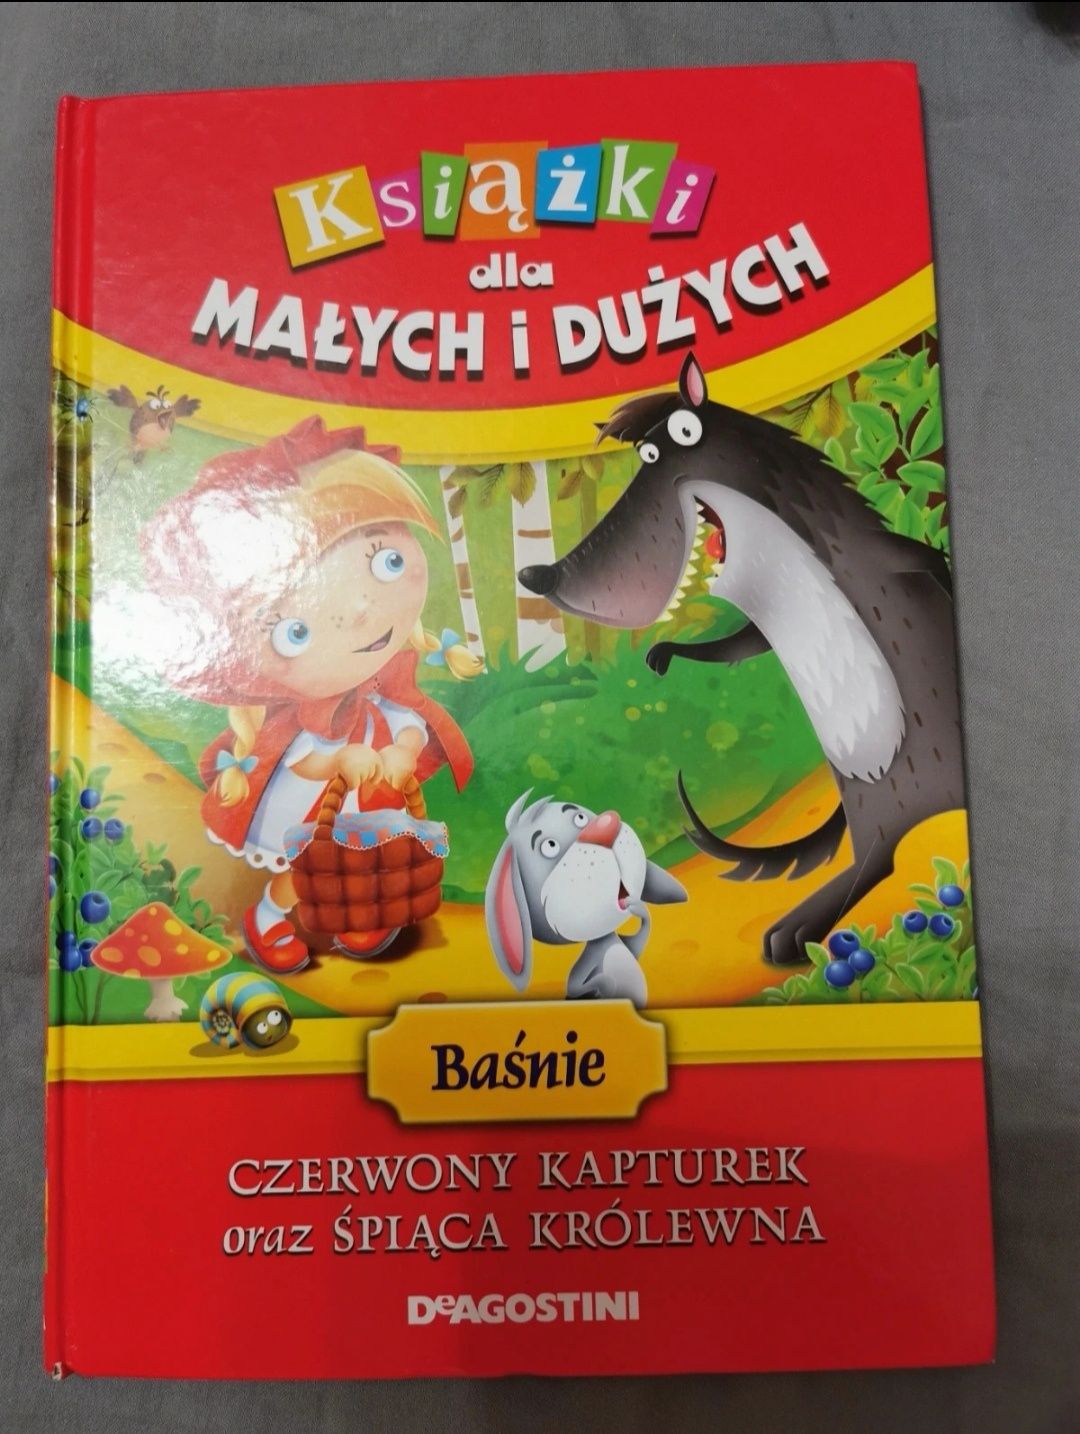 Książki
dla
MAŁYCH i DUŻYCH
Baśnie
CZERWONY KAPTUREK
oraz ŚPIĄCA KRÓLEWNA
DeAGOSTINI